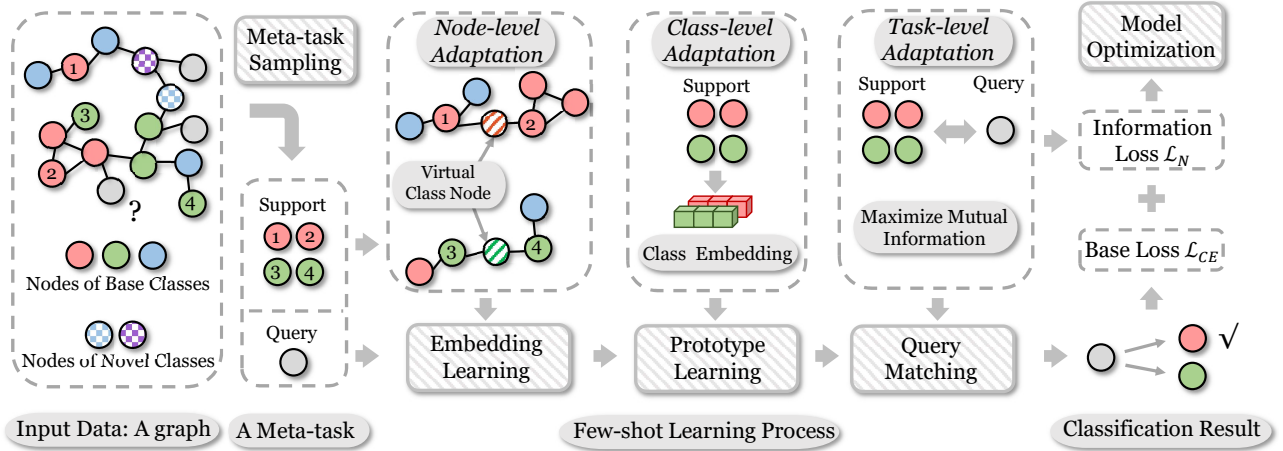 1
3
2
4
?
Nodes of Base Classes
Nodes of Novel Classes
Input Data: A graph
Meta-task
Sampling
Support
1 2
3 4
Query
A Meta-task
Node-level
Adaptation
1
2
Virtual
Class Node
3
4
Embedding
Learning
Class-level
Adaptation
Support
Class Embedding
Prototype
Learning
Few-shot Learning Process
Task-level
Adaptation
Support
Query
Maximize Mutual
Information
Query
Matching
Model
Optimization
Information
Loss ℒN
Base Loss ℒCE
√
Classification Result